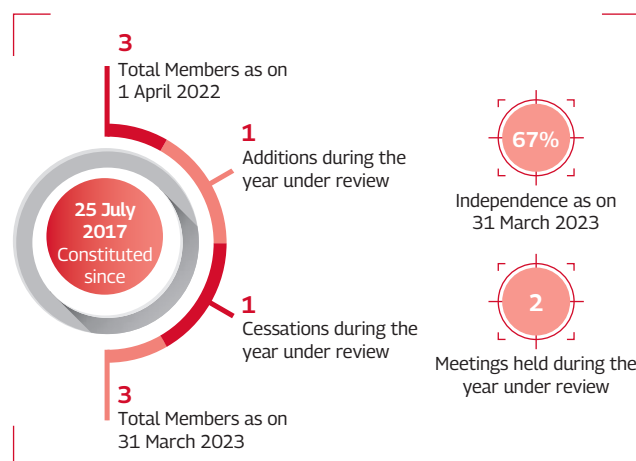 3
Total Members as on
1 April 2022
1
Additions during the
year under review
25 July
2017
Constituted
since
1
Cessations during the
year under review
3
Total Members as on
31 March 2023
67%
Independence as on
31 March 2023
2
Meetings held during the
year under review